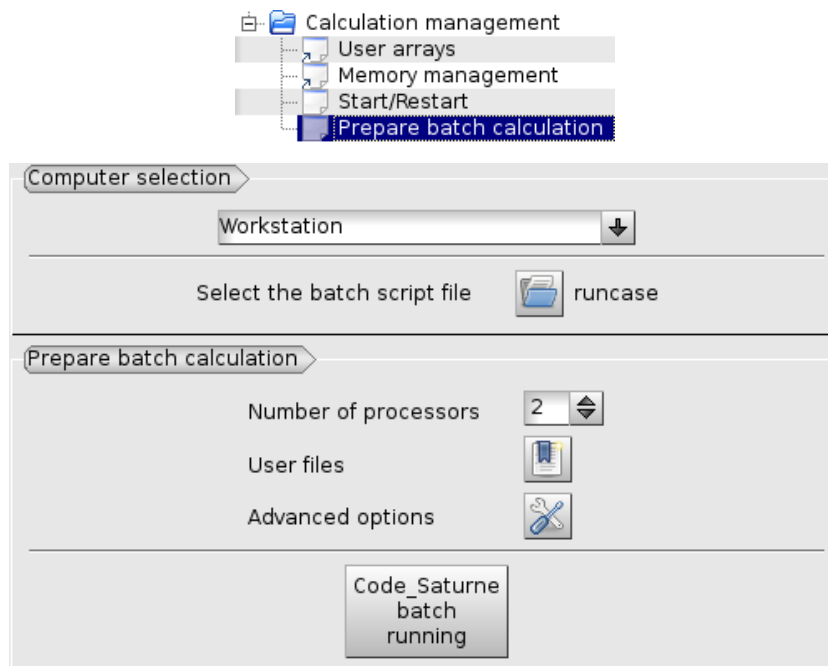 Calculation management
User arrays
Memory management
Start/Restart
Prepare batch calculation
Computer selection
Workstation
Select the batch script file runcase
Prepare batch calculation
Number of processors 2
User files
Advanced options
Code_Saturne
batch
running